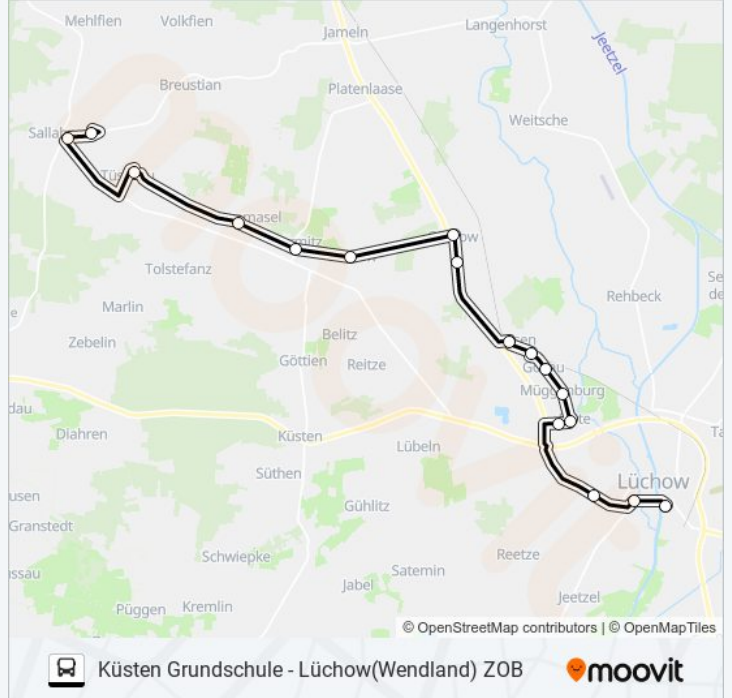 Mehlfien
Volkfien
Langenhorst
Jameln
Jeetzel
Breustian
Platenlaase
Weitsche
Tolstefanz
Rehbeck
Marlin
Belitz
Zebelin
Göttien
Reitze
Küsten
Diahren
Lübeln
Lüchow
Süthen
Gühlitz
Granstedt
Reetze
Schwiepke
Satemin
Jabel
Jeetzel
Püggen
Kremlin
© OpenStreetMap contributors | © OpenMapTiles
Küsten Grundschule - Lüchow(Wendland) ZOB
moovit